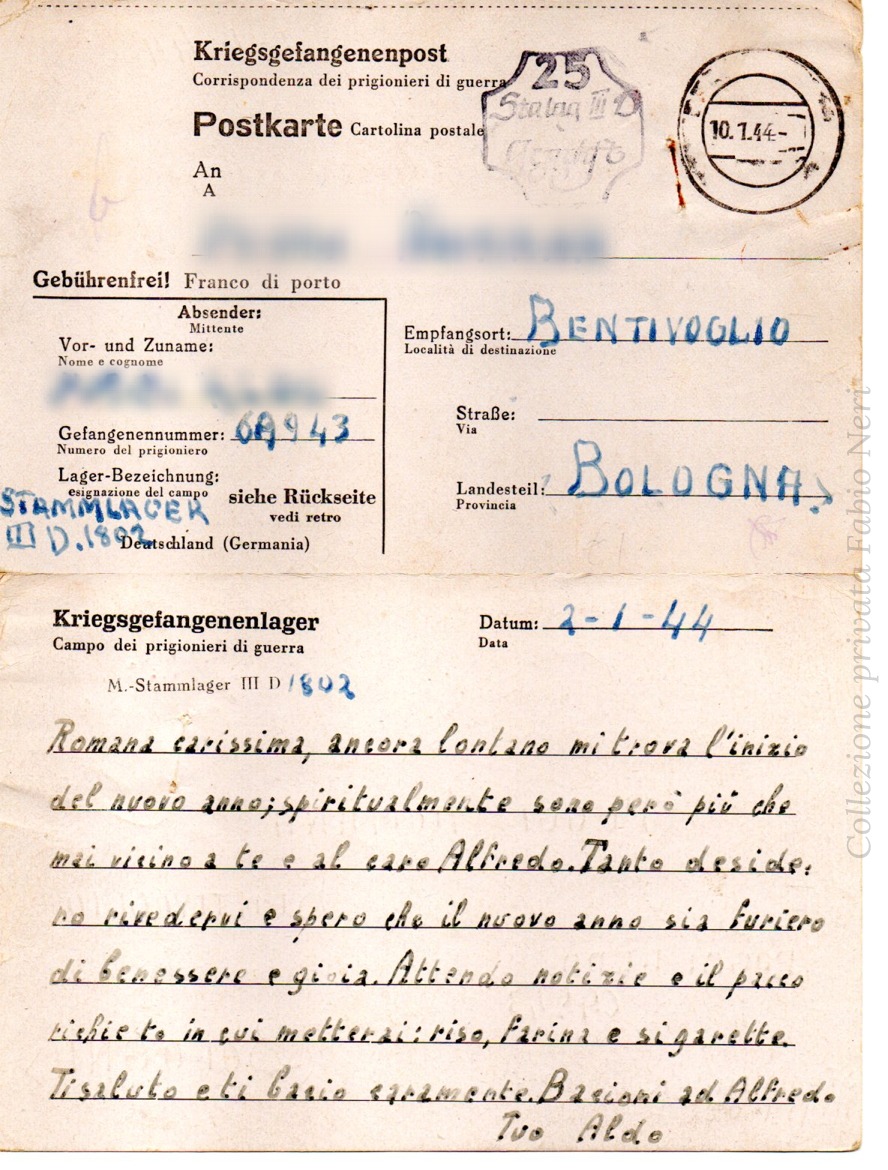 Kriegsgefangenenpost
Corrispondenza dei prigionieri di guerra
25
Stalag III D
Geprüft
Postkarte Cartolina postale
10.1.44-
An
A
Gebührenfrei! Franco di porto
Absender:
Mittente
Vor- und Zuname:
Nome e cognome
Gefangenennummer: 6A943
Numero del prigioniero
Lager-Bezeichnung:
esignazione del campo
siehe Rückseite
vedi retro
STAMMLAGER
III D.1802
Deutschland (Germania)
Empfangsort: BENTIVOGLIO
Località di destinazione
Straße:
Via
Landesteil: BOLOGNA
Provincia
Kriegsgefangenenlager
Campo dei prigionieri di guerra
Datum: 2-1-44
Data
M.-Stammlager III D 1802
Romana carissima, ancora lontano mi trova l'inizio
del nuovo anno; spiritualmente sono però più che
mai vicino a te e al caro Alfredo. Tanto deside:
ro rivedervi e spero che il nuovo anno sia furiero
di benessere e gioia. Attendo notizie e il pacco
richiesto in cui metterai: riso, farina e sigarette.
Ti saluto e ti bacio caramente. Bacioni ad Alfredo
Tuo Aldo
Collezione privata Fabio Neri